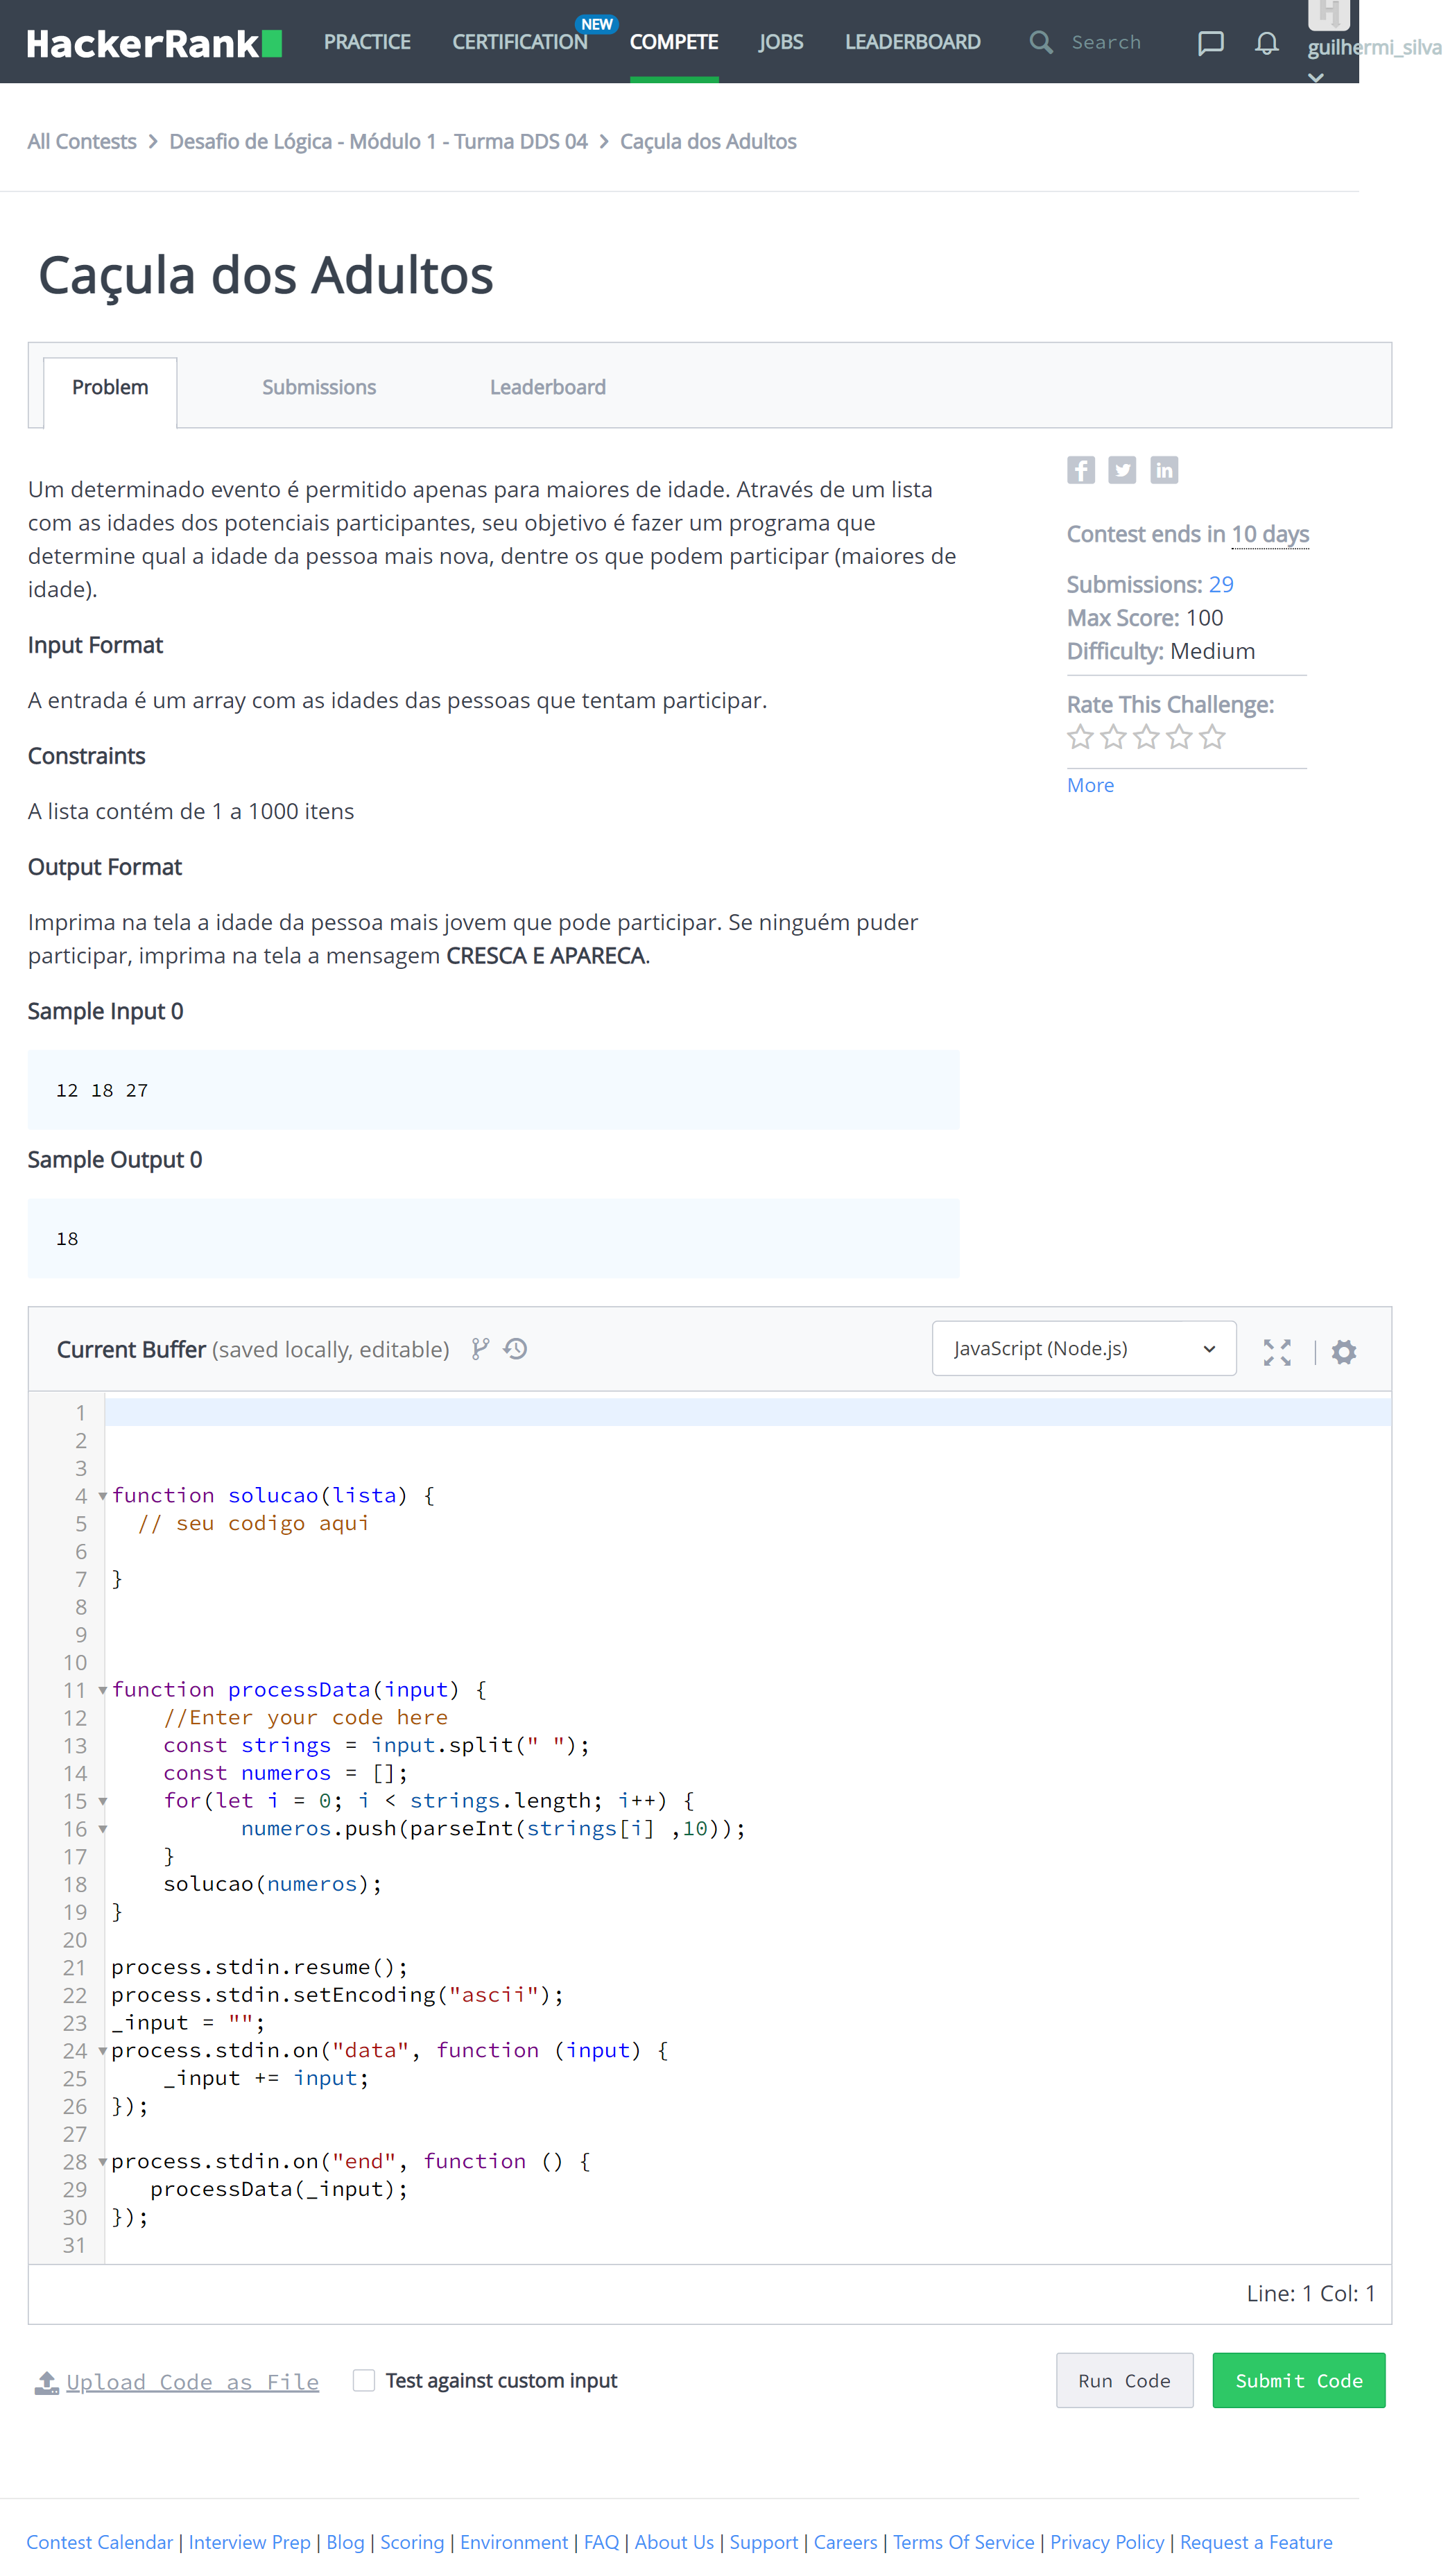 HackerRank
PRACTICE
CERTIFICATION
NEW
COMPETE
JOBS
LEADERBOARD
Search
guilhermi_silva
All Contests > Desafio de Lógica - Módulo 1 - Turma DDS 04 > Caçula dos Adultos
Caçula dos Adultos
Problem
Submissions
Leaderboard
Um determinado evento é permitido apenas para maiores de idade. Através de um lista
com as idades dos potenciais participantes, seu objetivo é fazer um programa que
determine qual a idade da pessoa mais nova, dentre os que podem participar (maiores de
idade).
Input Format
A entrada é um array com as idades das pessoas que tentam participar.
Constraints
A lista contém de 1 a 1000 itens
Output Format
Imprima na tela a idade da pessoa mais jovem que pode participar. Se ninguém puder
participar, imprima na tela a mensagem CRESCA E APARECA.
Sample Input 0
12 18 27
Sample Output 0
18
Contest ends in 10 days
Submissions: 29
Max Score: 100
Difficulty: Medium
Rate This Challenge:
More
Current Buffer (saved locally, editable)
JavaScript (Node.js)
1
2
3
4 function solucao(lista) {
5   // seu codigo aqui
6
7 }
8
9
10
11 function processData(input) {
12     //Enter your code here
13     const strings = input.split(" ");
14     const numeros = [];
15     for(let i = 0; i < strings.length; i++) {
16           numeros.push(parseInt(strings[i] ,10));
17     }
18     solucao(numeros);
19 }
20
21 process.stdin.resume();
22 process.stdin.setEncoding("ascii");
23 _input = "";
24 process.stdin.on("data", function (input) {
25     _input += input;
26 });
27
28 process.stdin.on("end", function () {
29    processData(_input);
30 });
31
Line: 1 Col: 1
Upload Code as File
Test against custom input
Run Code
Submit Code
Contest Calendar | Interview Prep | Blog | Scoring | Environment | FAQ | About Us | Support | Careers | Terms Of Service | Privacy Policy | Request a Feature